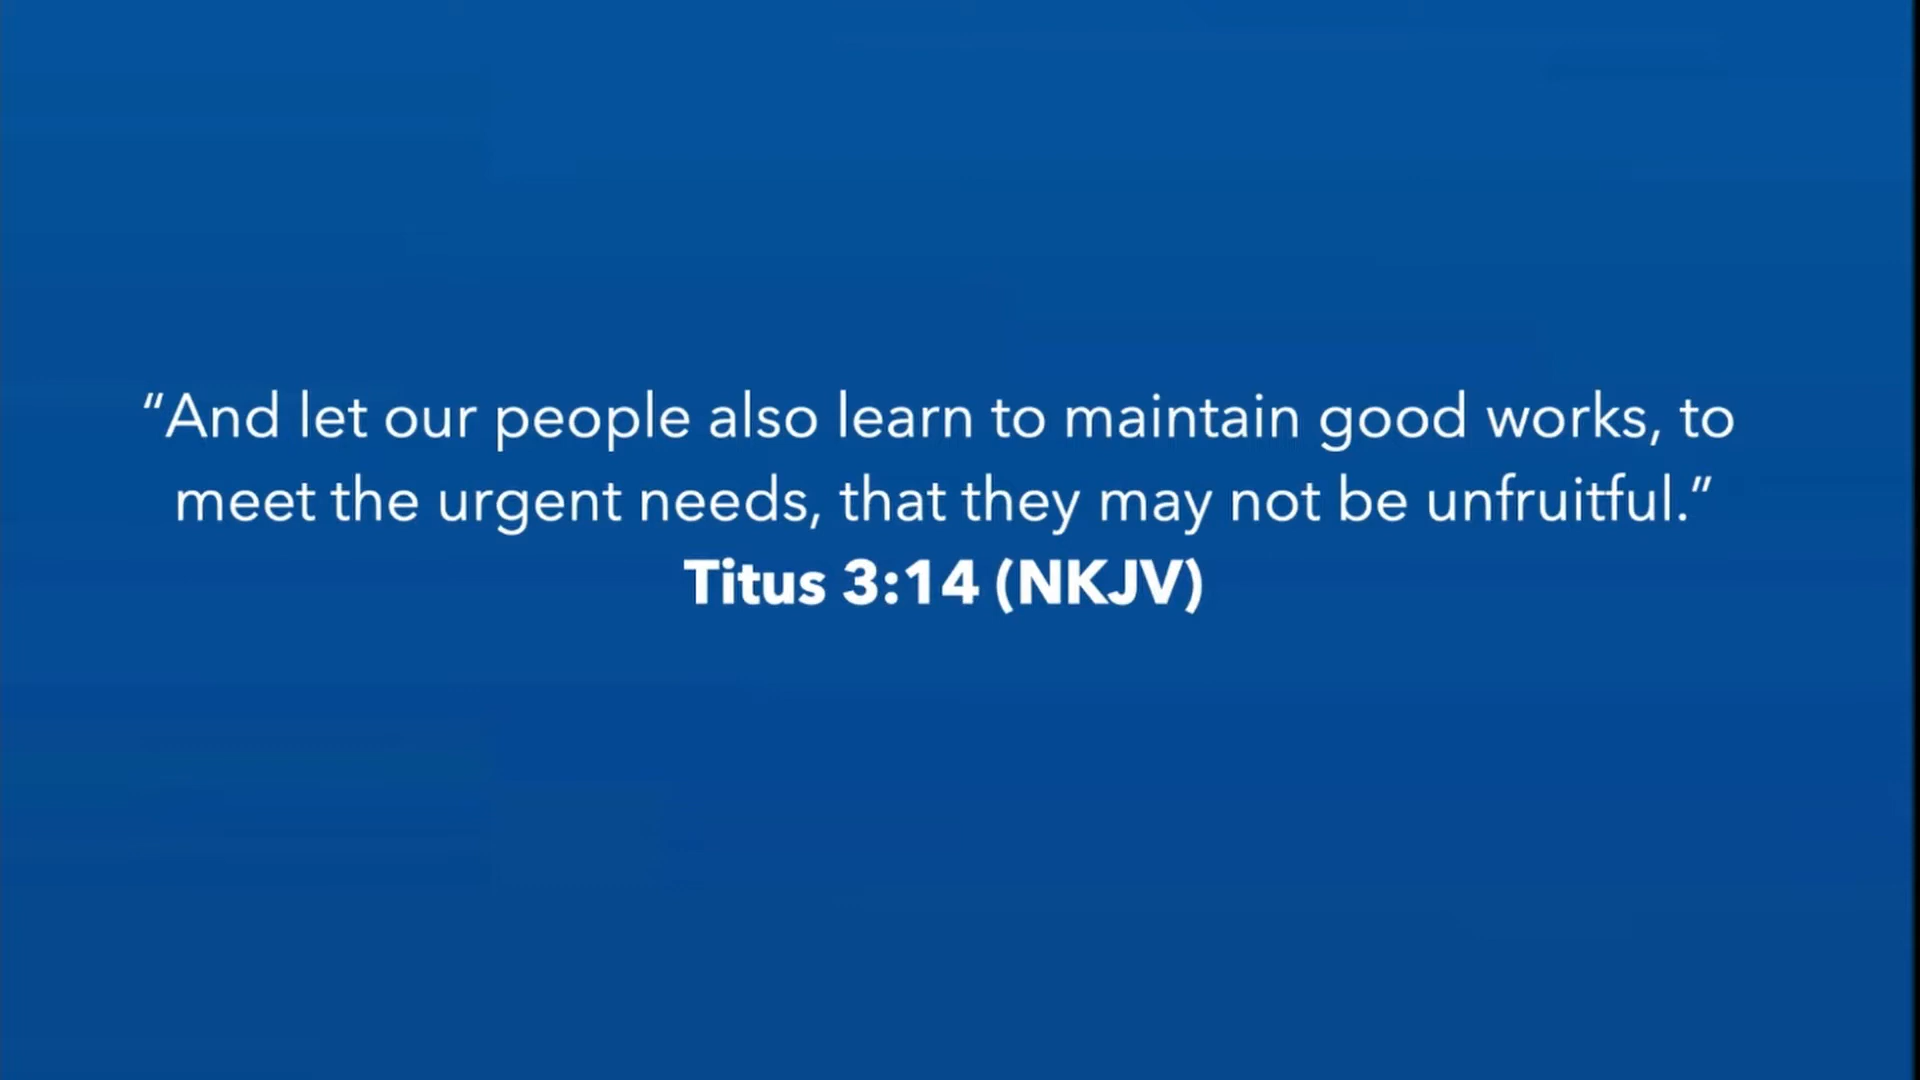 “And let our people also learn to maintain good works, to
meet the urgent needs, that they may not be unfruitful.”
Titus 3:14 (NKJV)